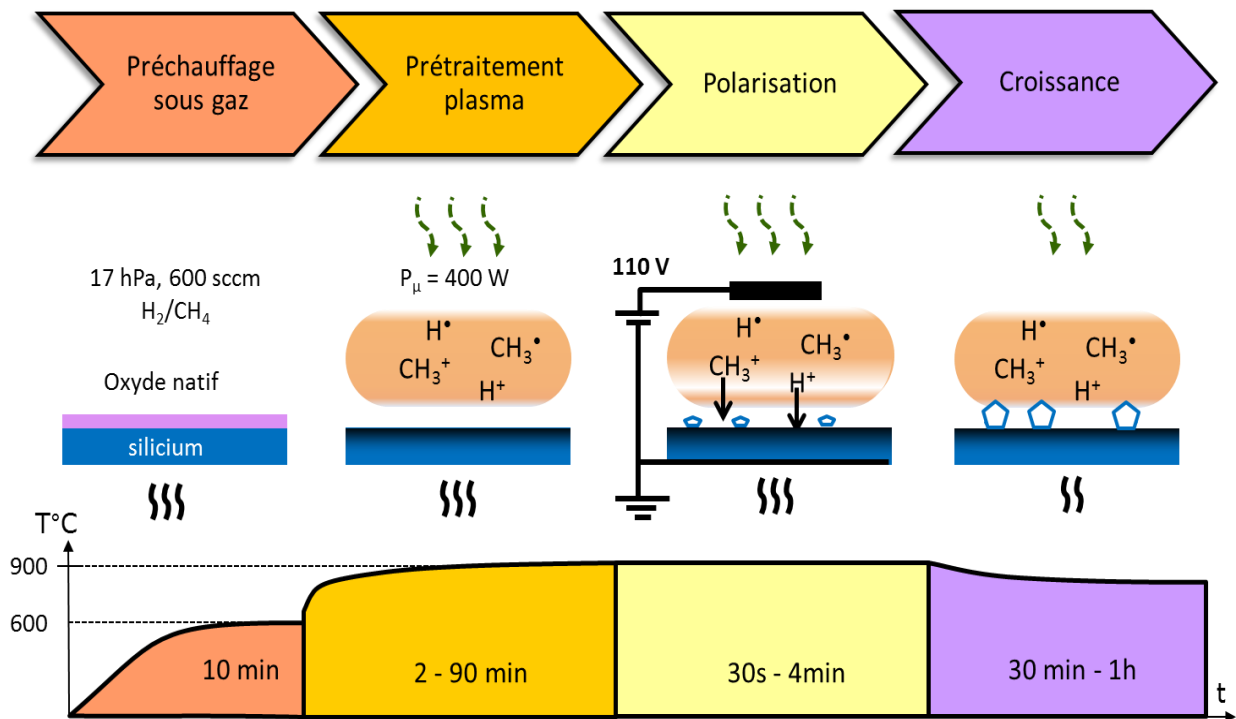 Préchauffage
sous gaz
Prétraitement
plasma
Polarisation
Croissance
17 hPa, 600 sccm
H₂/CH₄
Oxyde natif
silicium
P_μ = 400 W
H•
CH₃•
CH₃⁺
H⁺
110 V
H•
CH₃•
CH₃⁺
H⁺
H•
CH₃•
CH₃⁺
H⁺
T°C
900
600
10 min
2 - 90 min
30s - 4min
30 min - 1h
t